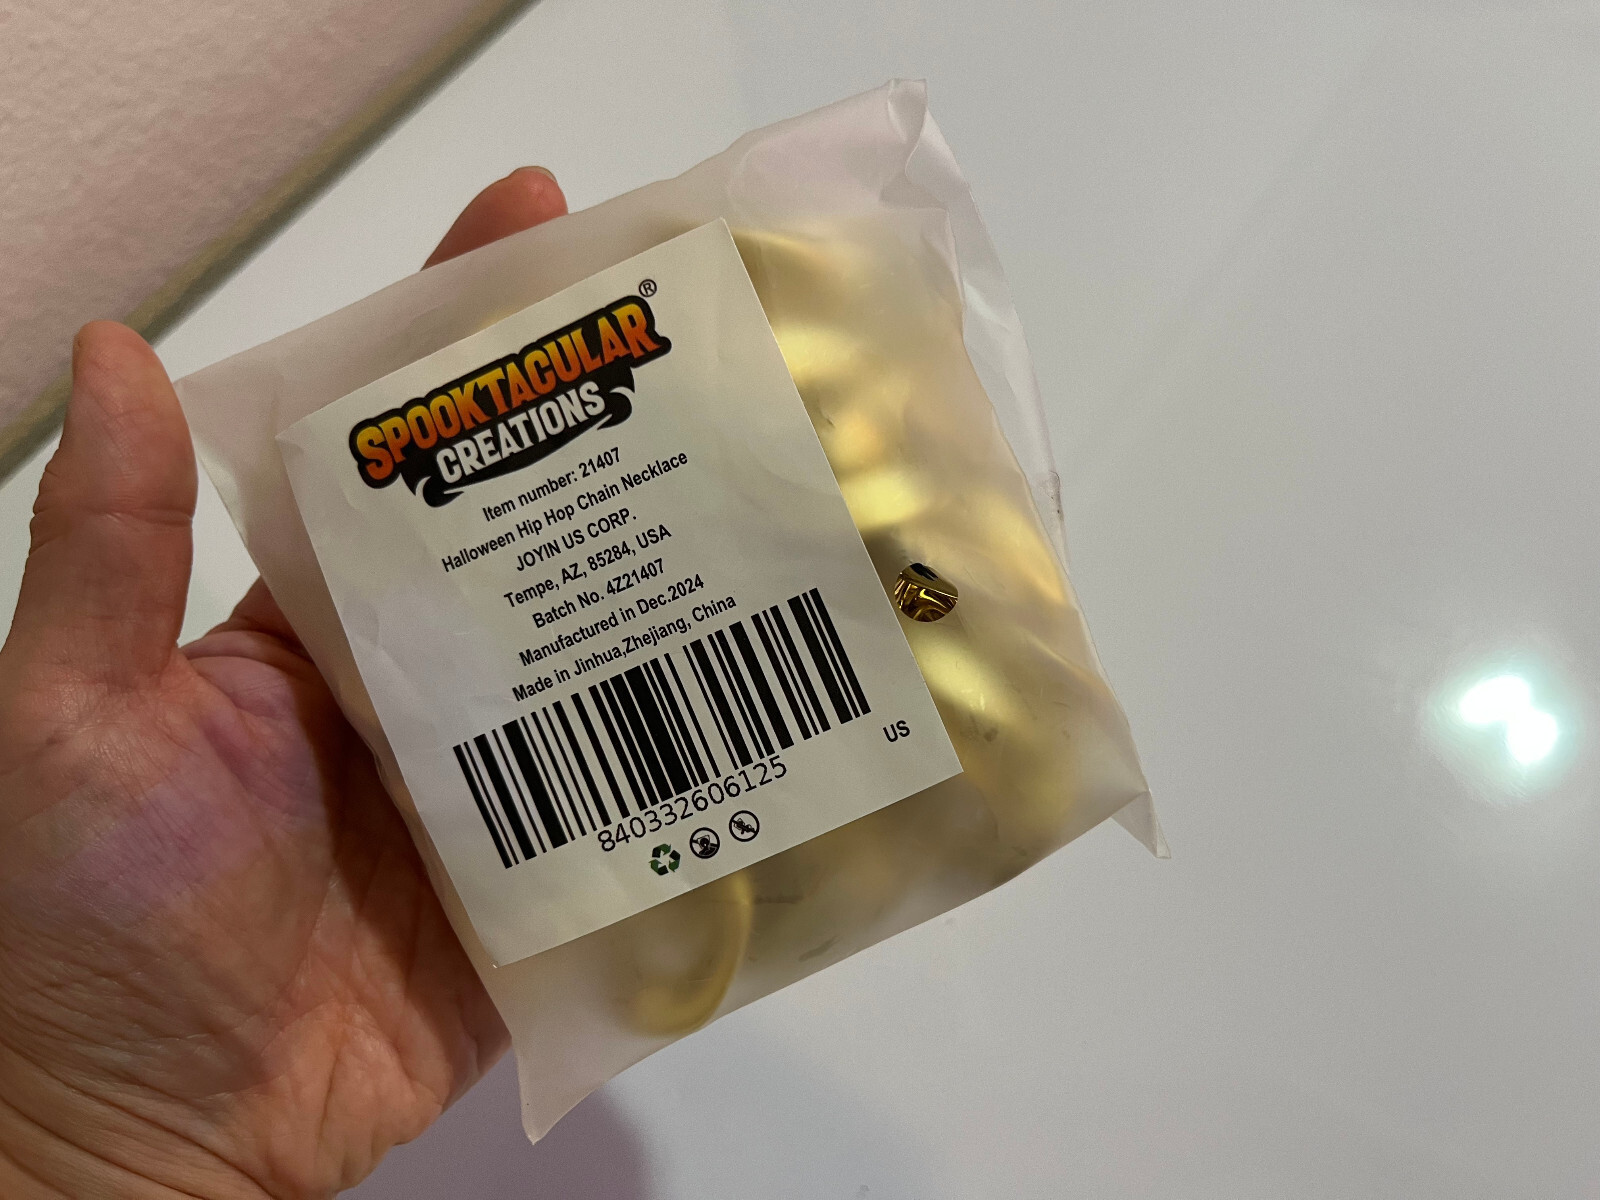 SPOOKTACULAR®
CREATIONS
Item number: 21407
Halloween Hip Hop Chain Necklace
JOYIN US CORP.
Tempe, AZ, 85284, USA
Batch No. 4Z21407
Manufactured in Dec.2024
Made in Jinhua,Zhejiang, China
840332606125
US